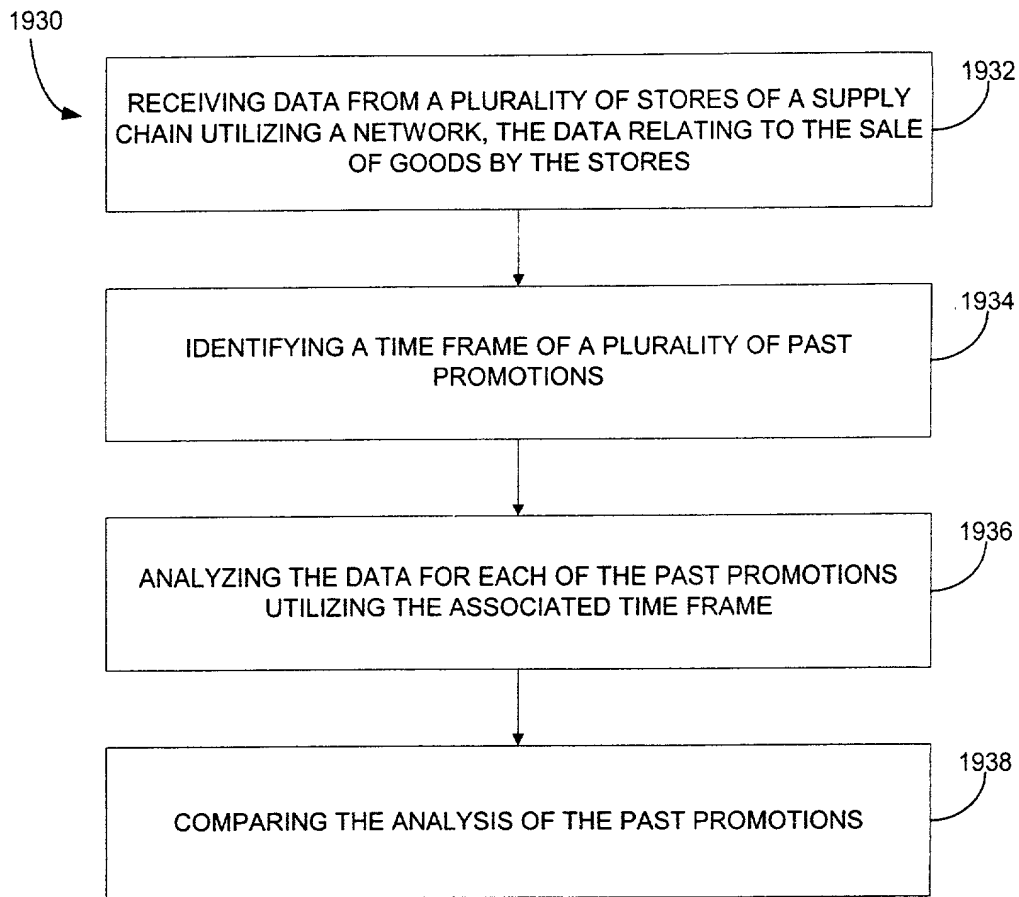 1930
1932
RECEIVING DATA FROM A PLURALITY OF STORES OF A SUPPLY
CHAIN UTILIZING A NETWORK, THE DATA RELATING TO THE SALE
OF GOODS BY THE STORES
1934
IDENTIFYING A TIME FRAME OF A PLURALITY OF PAST
PROMOTIONS
1936
ANALYZING THE DATA FOR EACH OF THE PAST PROMOTIONS
UTILIZING THE ASSOCIATED TIME FRAME
1938
COMPARING THE ANALYSIS OF THE PAST PROMOTIONS